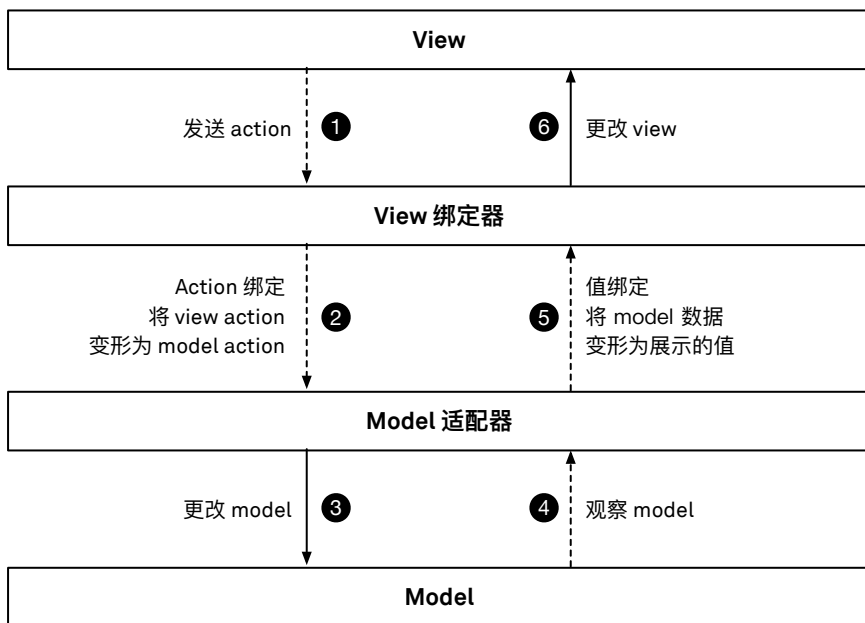 View
发送 action
1
6
更改 view
View 绑定器
Action 绑定
将 view action
变形为 model action
2
5
值绑定
将 model 数据
变形为展示的值
Model 适配器
更改 model
3
4
观察 model
Model